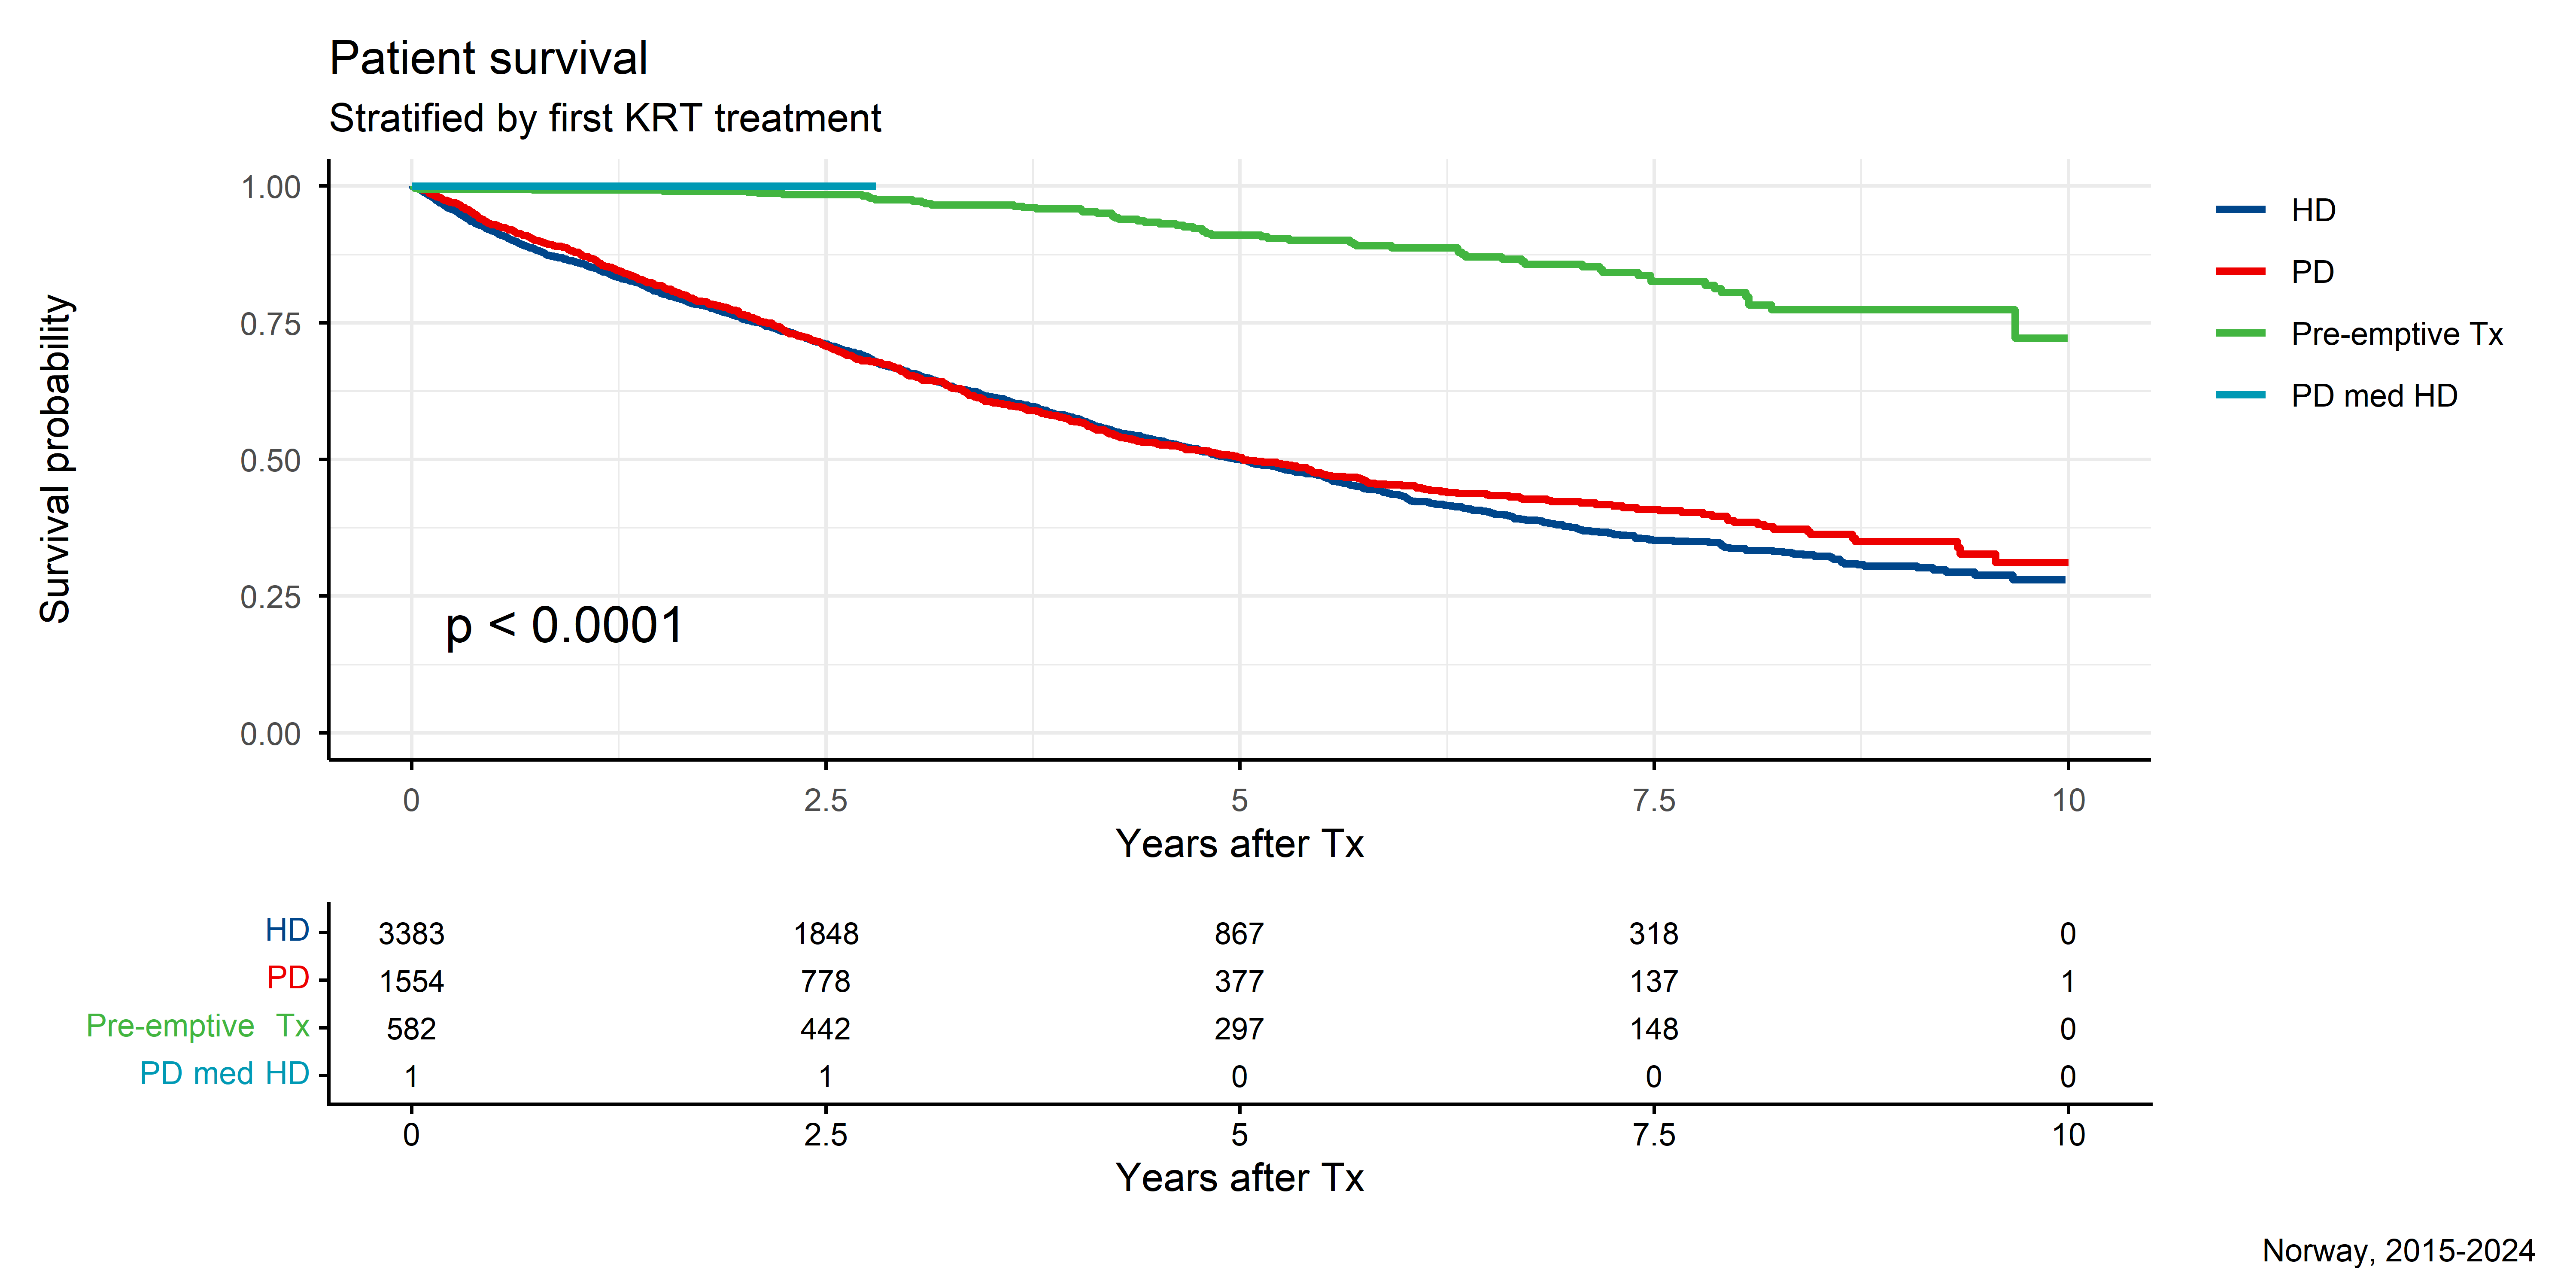 Patient survival
Stratified by first KRT treatment
Survival probability
1.00
0.75
0.50
0.25
0.00
p < 0.0001
0 2.5 5 7.5 10
Years after Tx
HD
PD
Pre-emptive Tx
PD med HD
HD 3383 1848 867 318 0
PD 1554 778 377 137 1
Pre-emptive Tx 582 442 297 148 0
PD med HD 1 1 0 0 0
0 2.5 5 7.5 10
Years after Tx
Norway, 2015-2024